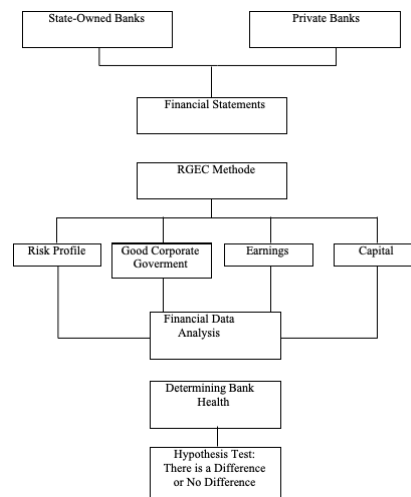 State-Owned Banks
Private Banks
Financial Statements
RGEC Methode
Risk Profile
Good Corporate
Goverment
Earnings
Capital
Financial Data
Analysis
Determining Bank
Health
Hypothesis Test:
There is a Difference
or No Difference